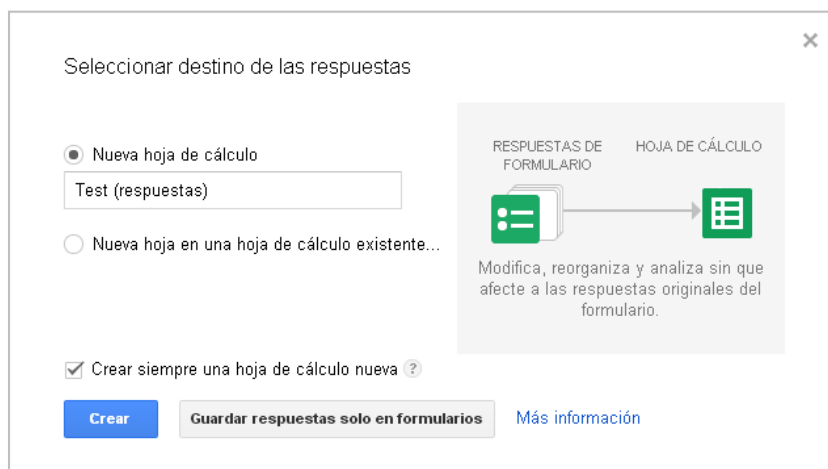 Seleccionar destino de las respuestas
Nueva hoja de cálculo
Test (respuestas)
Nueva hoja en una hoja de cálculo existente...
RESPUESTAS DE
FORMULARIO
HOJA DE CÁLCULO
Modifica, reorganiza y analiza sin que
afecte a las respuestas originales del
formulario.
Crear siempre una hoja de cálculo nueva ?
Crear
Guardar respuestas solo en formularios
Más información